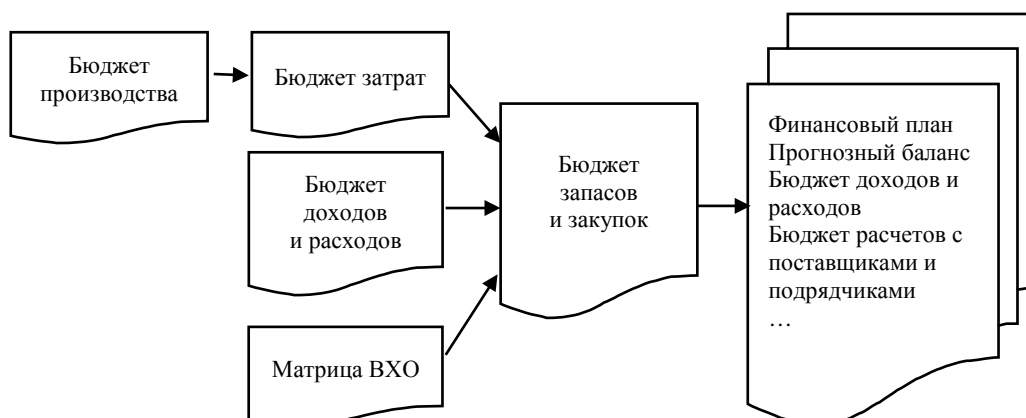 Бюджет
производства
Бюджет затрат
Бюджет
доходов
и расходов
Матрица ВХО
Бюджет
запасов
и закупок
Финансовый план
Прогнозный баланс
Бюджет доходов и
расходов
Бюджет расчетов с
поставщиками и
подрядчиками
…